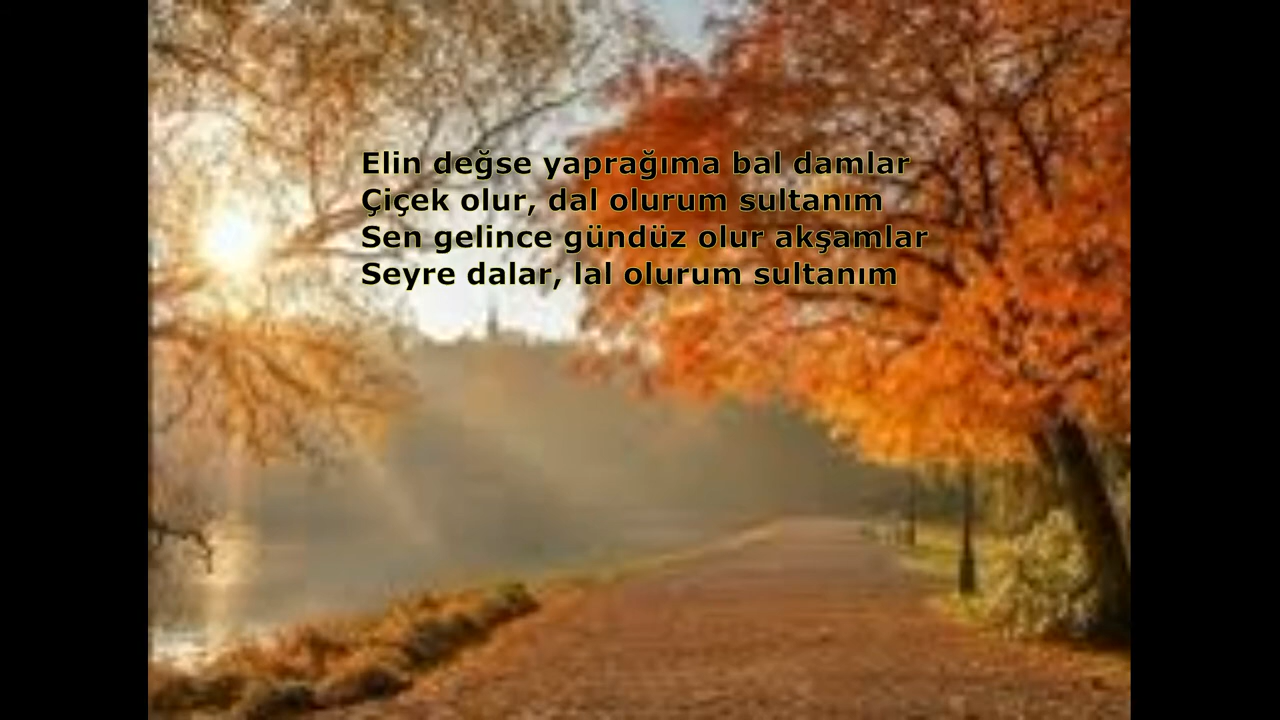 Elin değse yaprağıma bal damlar
Çiçek olur, dal olurum sultanım
Sen gelince gündüz olur akşamlar
Seyre dalar, lal olurum sultanım